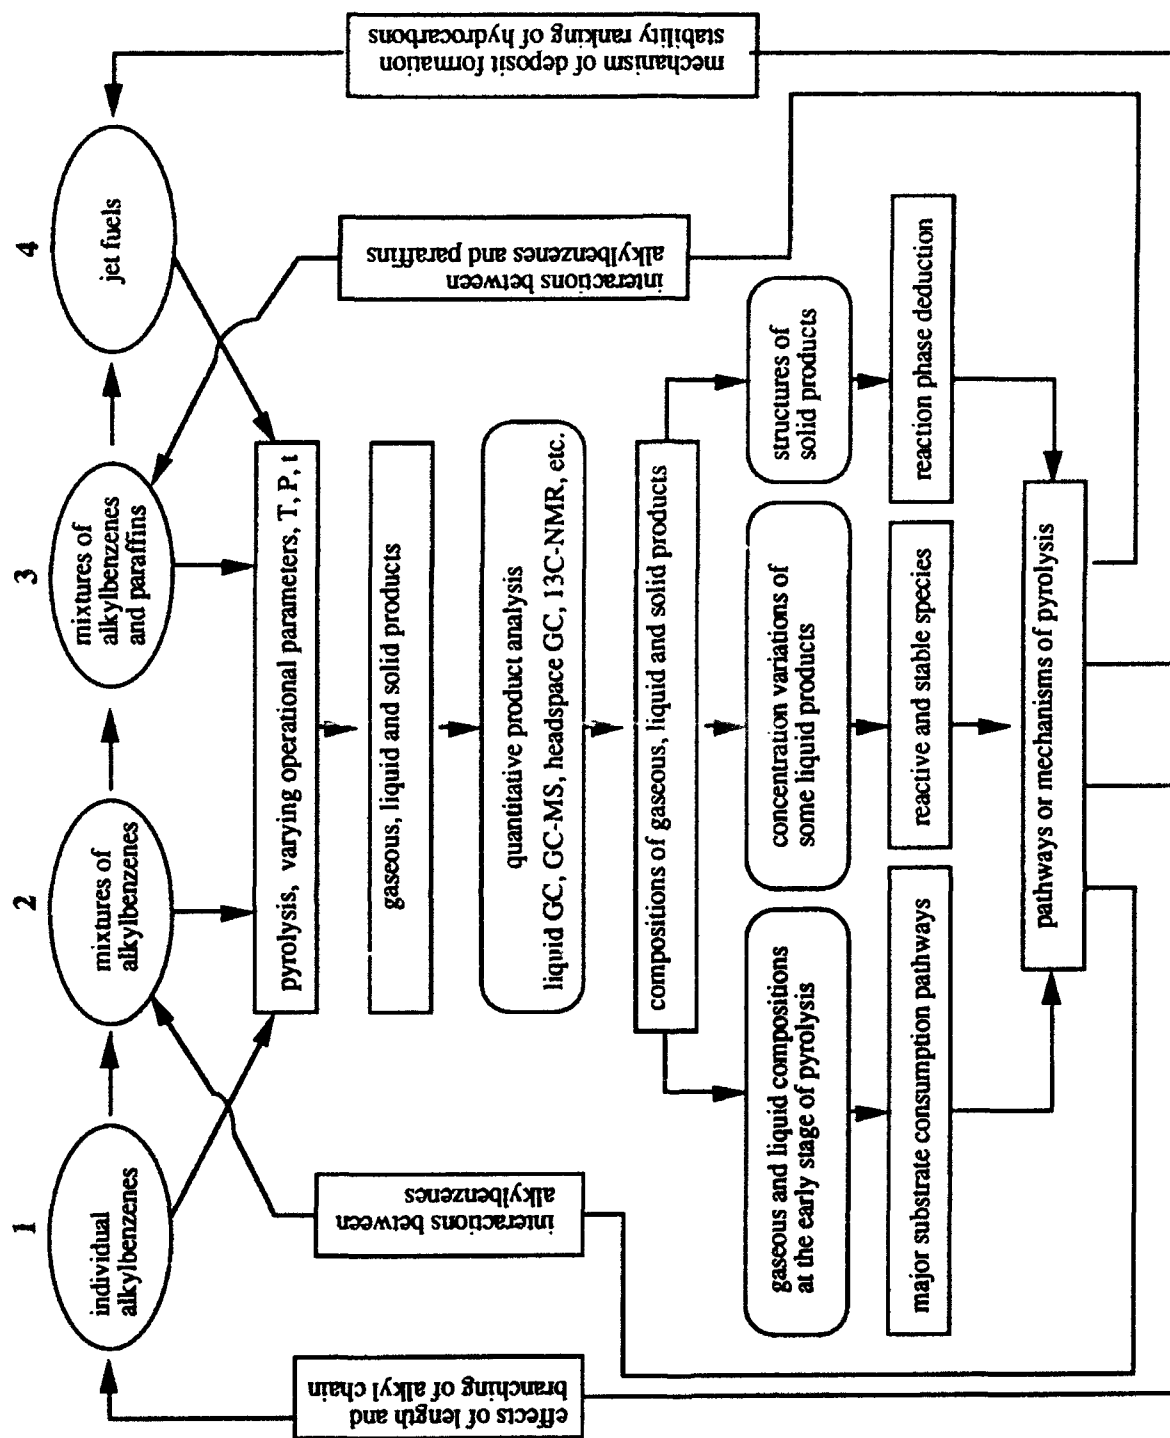 1
2
3
4
individual
alkylbenzenes
mixtures of
alkylbenzenes
mixtures of
alkylbenzenes
and paraffins
jet fuels
effects of length and
branching of alkyl chain
interactions between
alkylbenzenes
interactions between
alkylbenzenes and paraffins
mechanism of deposit formation
stability ranking of hydrocarbons
pyrolysis, varying operational parameters, T, P, t
gaseous, liquid and solid products
quantitative product analysis
liquid GC, GC-MS, headspace GC, 13C-NMR, etc.
compositions of gaseous, liquid and solid products
gaseous and liquid compositions
at the early stage of pyrolysis
concentration variations of
some liquid products
structures of
solid products
major substrate consumption pathways
reactive and stable species
reaction phase deduction
pathways or mechanisms of pyrolysis